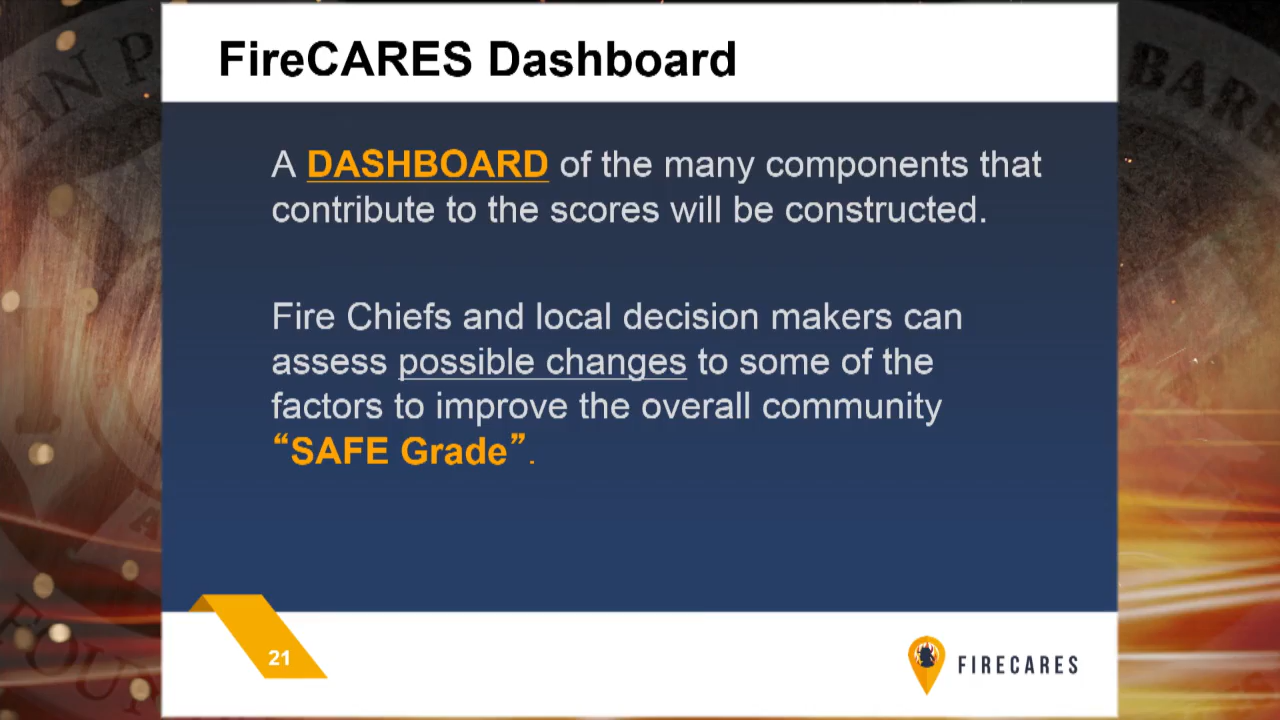 FireCARES Dashboard
A DASHBOARD of the many components that
contribute to the scores will be constructed.
Fire Chiefs and local decision makers can
assess possible changes to some of the
factors to improve the overall community
“SAFE Grade”.
21
FIRECARES
BARB